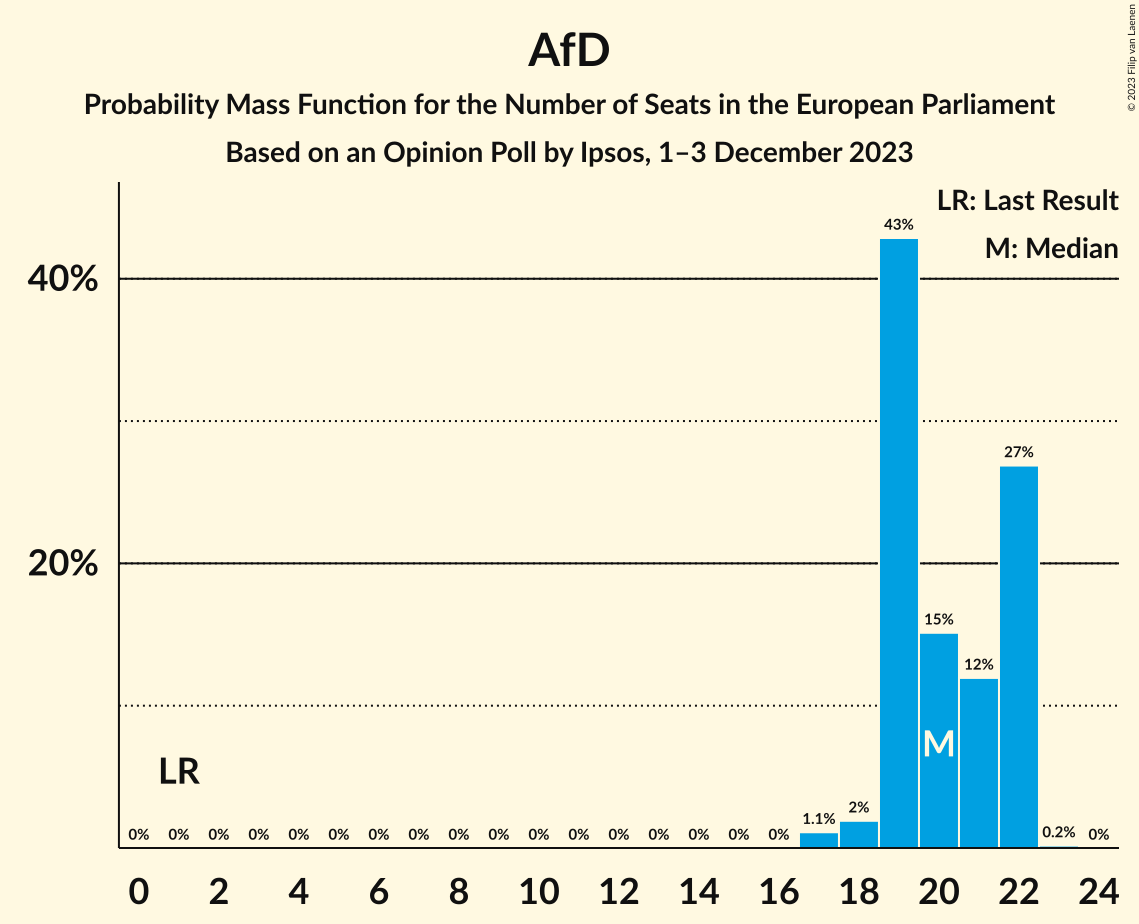 AfD
Probability Mass Function for the Number of Seats in the European Parliament
Based on an Opinion Poll by Ipsos, 1–3 December 2023
© 2023 Filip van Laenen
LR: Last Result
M: Median
43%
40%
27%
20%
15%
12%
M
LR
0% 0% 0% 0% 0% 0% 0% 0% 0% 0% 0% 0% 0% 0% 0% 0% 0% 1.1% 2% 0.2% 0%
0 2 4 6 8 10 12 14 16 18 20 22 24